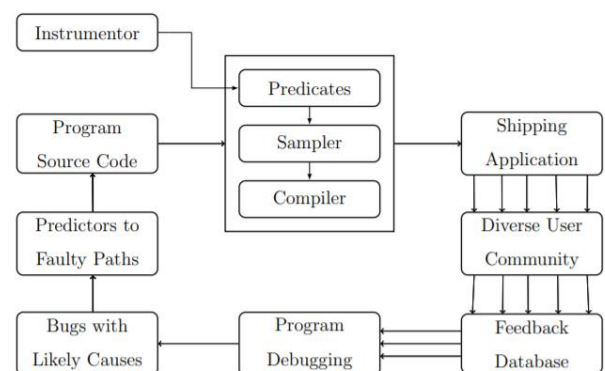 Instrumentor
Predicates
Sampler
Compiler
Program
Source Code
Shipping
Application
Predictors to
Faulty Paths
Diverse User
Community
Bugs with
Likely Causes
Program
Debugging
Feedback
Database